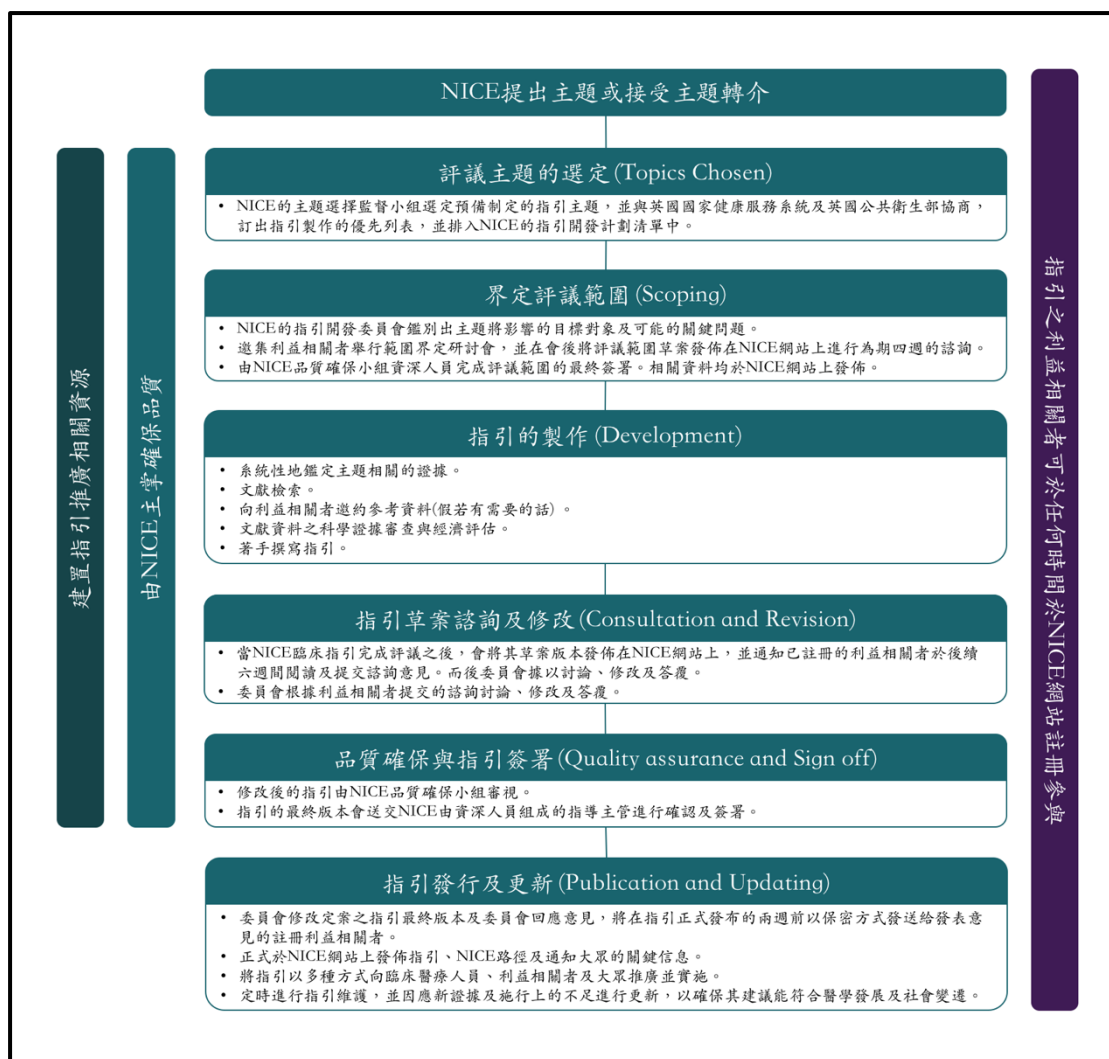 NICE提出主題或接受主題轉介
評議主題的選定(Topics Chosen)
• NICE的主題選擇監督小組選定預備制定的指引主題，並與英國國家健康服務系統及英國公共衛生部協商，
訂出指引製作的優先列表，並排入NICE的指引開發計劃清單中。
界定評議範圍(Scoping)
• NICE的指引開發委員會鑑別出主題將影響的目標對象及可能的關鍵問題。
• 邀集利益相關者舉行範圍界定研討會，並在會後將評議範圍草案發佈在NICE網站上進行為期四週的諮詢。
• 由NICE品質確保小組資深人員完成評議範圍的最終簽署。相關資料均於NICE網站上發佈。
指引的製作(Development)
• 系統性地鑑定主題相關的證據。
• 文獻檢索。
• 向利益相關者邀約參考資料(假若有需要的話)。
• 文獻資料之科學證據審查與經濟評估。
• 著手撰寫指引。
指引草案諮詢及修改(Consultation and Revision)
• 當NICE臨床指引完成評議之後，會將其草案版本發佈在NICE網站上，並通知已註冊的利益相關者於後續
六週間閱讀及提交諮詢意見。而後委員會據以討論、修改及答覆。
• 委員會根據利益相關者提交的諮詢討論、修改及答覆。
品質確保與指引簽署(Quality assurance and Sign off)
• 修改後的指引由NICE品質確保小組審視。
• 指引的最終版本會送交NICE由資深人員組成的指導主管進行確認及簽署。
指引發行及更新(Publication and Updating)
• 委員會修改定案之指引最終版本及委員會回應意見，將在指引正式發布的兩週前以保密方式發送給發表意
見的註冊利益相關者。
• 正式於NICE網站上發佈指引、NICE路徑及通知大眾的關鍵信息。
• 將指引以多種方式向臨床醫療人員、利益相關者及大眾推廣並實施。
• 定時進行指引維護，並因應新證據及施行上的不足進行更新，以確保其建議能符合醫學發展及社會變遷。
建置指引推廣相關資源
由NICE主掌確保品質
指引之利益相關者可於任何時間於NICE網站註冊參與